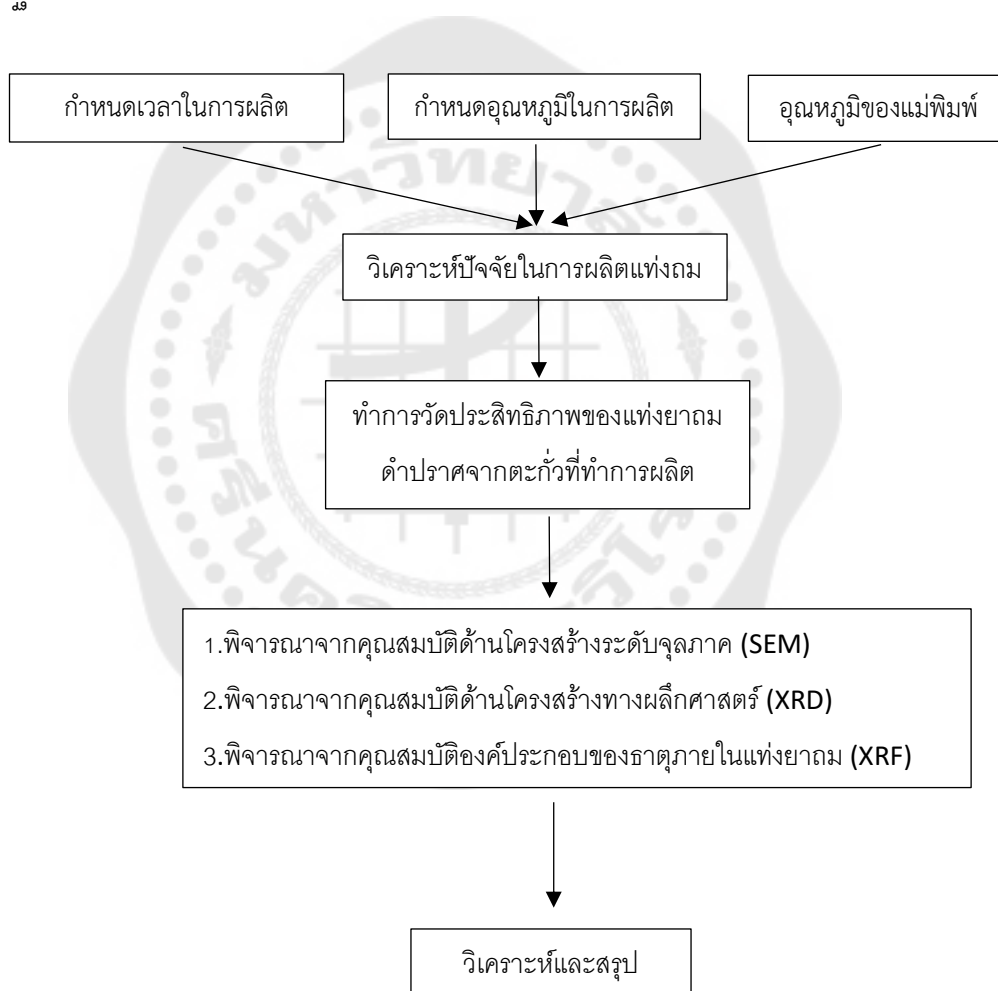 กำหนดเวลาในการผลิต
กำหนดอุณหภูมิในการผลิต
อุณหภูมิของแม่พิมพ์
วิเคราะห์ปัจจัยในการผลิตแท่งถม
ทำการวัดประสิทธิภาพของแท่งยาถม
ดำปราศจากตะกั่วที่ทำการผลิต
1.พิจารณาจากคุณสมบัติด้านโครงสร้างระดับจุลภาค (SEM)
2.พิจารณาจากคุณสมบัติด้านโครงสร้างทางผลึกศาสตร์ (XRD)
3.พิจารณาจากคุณสมบัติองค์ประกอบของธาตุภายในแท่งยาถม (XRF)
วิเคราะห์และสรุป